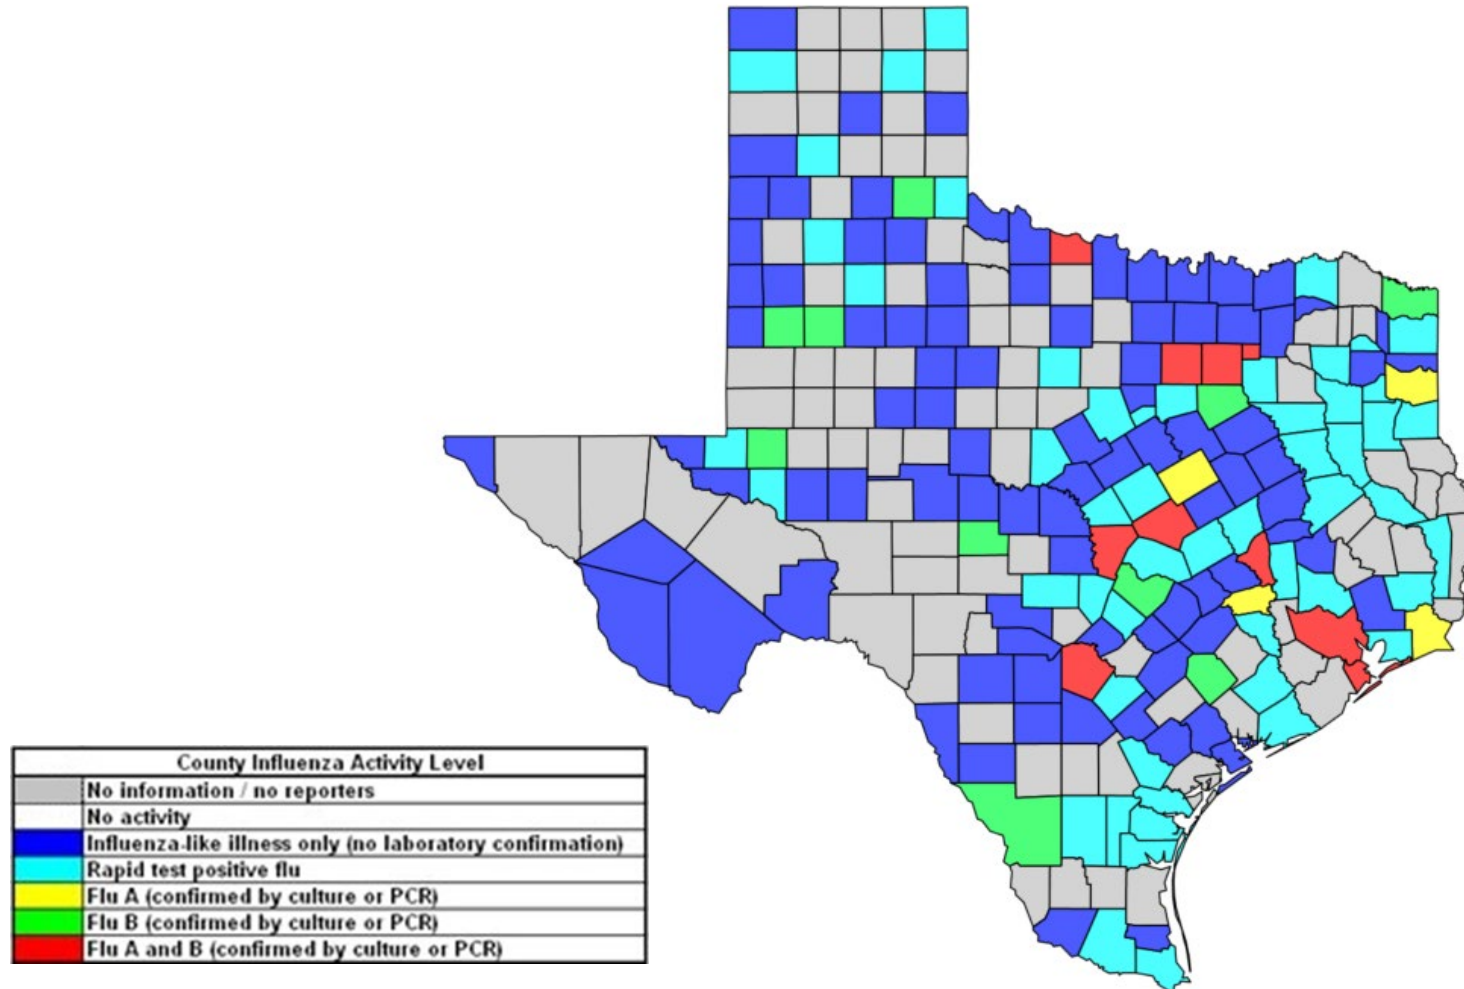 County Influenza Activity Level
No information / no reporters
No activity
Influenza-like illness only (no laboratory confirmation)
Rapid test positive flu
Flu A (confirmed by culture or PCR)
Flu B (confirmed by culture or PCR)
Flu A and B (confirmed by culture or PCR)